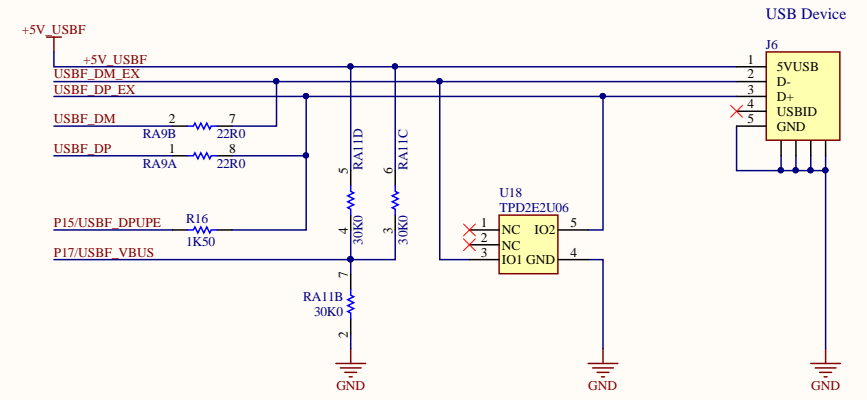 USB Device
+5V_USBF
J6
+5V_USBF
1
5VUSB
USBF_DM_EX
2
D-
USBF_DP_EX
3
D+
4
USBID
USBF_DM
2
7
5
GND
RA9B
22R0
RA11D
RA11C
USBF_DP
1
8
RA9A
22R0
5
6
U18
TPD2E2U06
P15/USBF_DPUPE
R16
1K50
4
30K0
3
30K0
1
NC
IO2
5
2
NC
3
IO1
GND
4
P17/USBF_VBUS
7
RA11B
30K0
2
GND
GND
GND